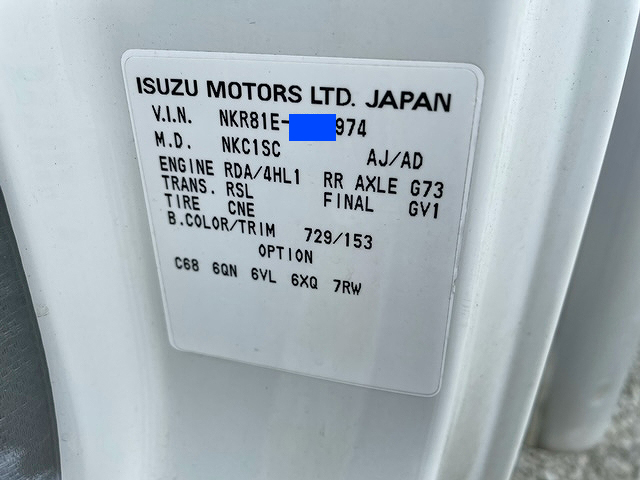 ISUZU MOTORS LTD. JAPAN
V.I.N. NKR81E- 974
M.D. NKC1SC AJ/AD
ENGINE RDA/4HL1 RR AXLE G73
TRANS. RSL FINAL GV1
TIRE CNE
B.COLOR/TRIM 729/153
OPTION
C68 6QN 6VL 6XQ 7RW